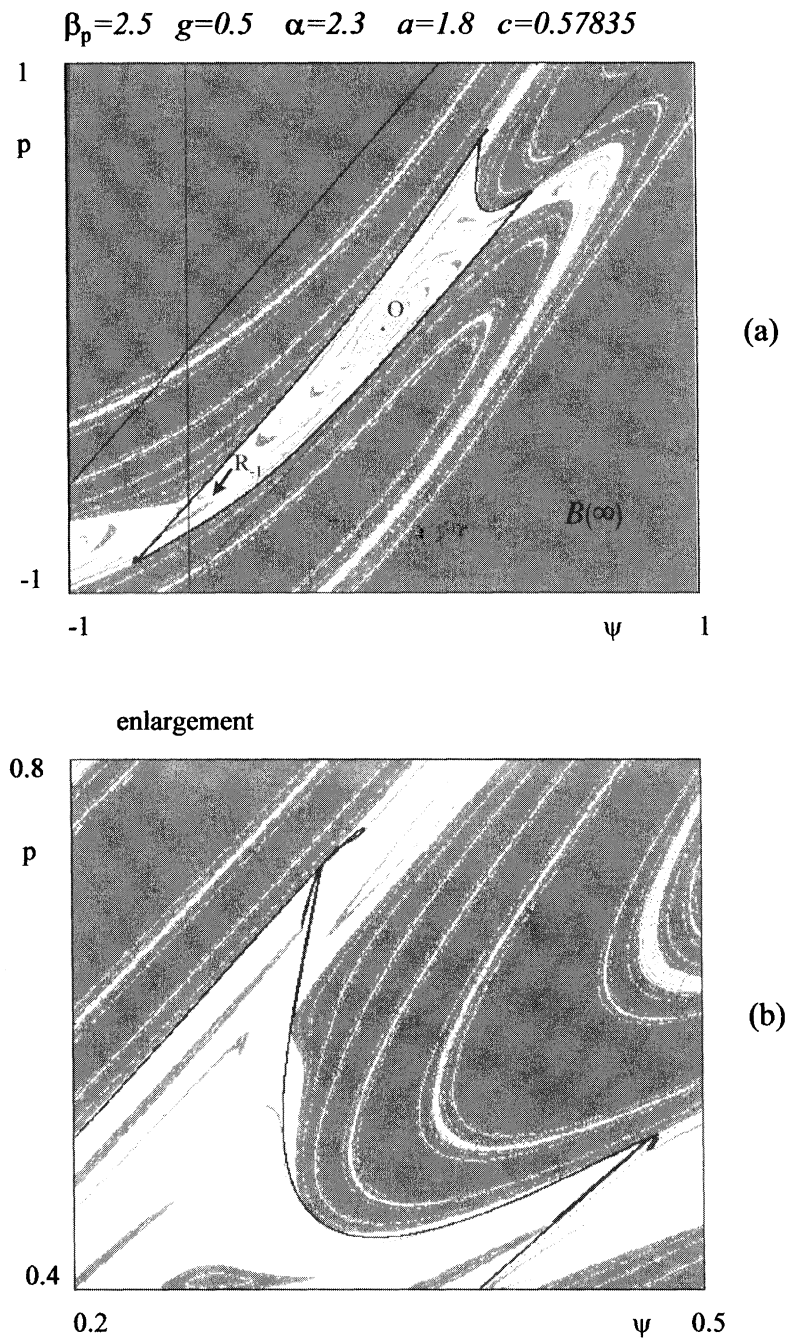 βp=2.5 g=0.5 α=2.3 a=1.8 c=0.57835
1
p
O
(a)
R-1
B(∞)
-1
-1
ψ
1
enlargement
0.8
p
(b)
0.4
0.2
ψ
0.5